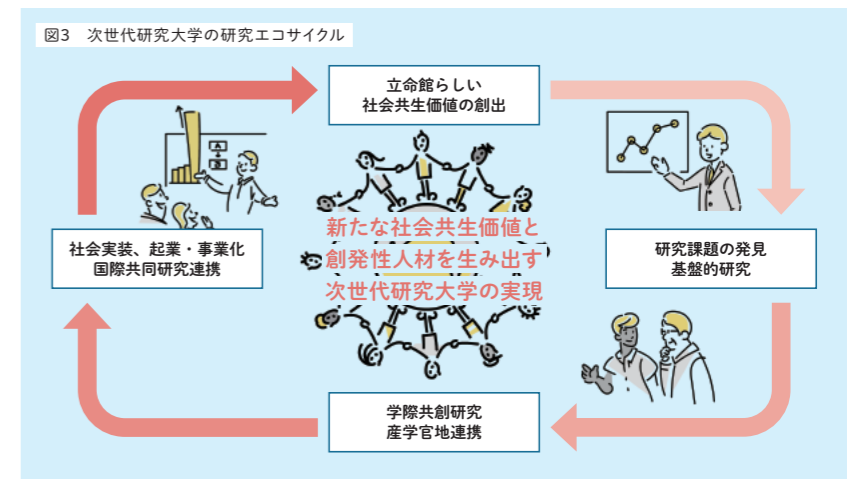 図3 次世代研究大学の研究エコサイクル
立命館らしい
社会共生価値の創出
A
B
社会実装、起業・事業化
国際共同研究連携
新たな社会共生価値と
創発性人材を生み出す
次世代研究大学の実現
研究課題の発見
基盤的研究
学際共創研究
産学官地連携